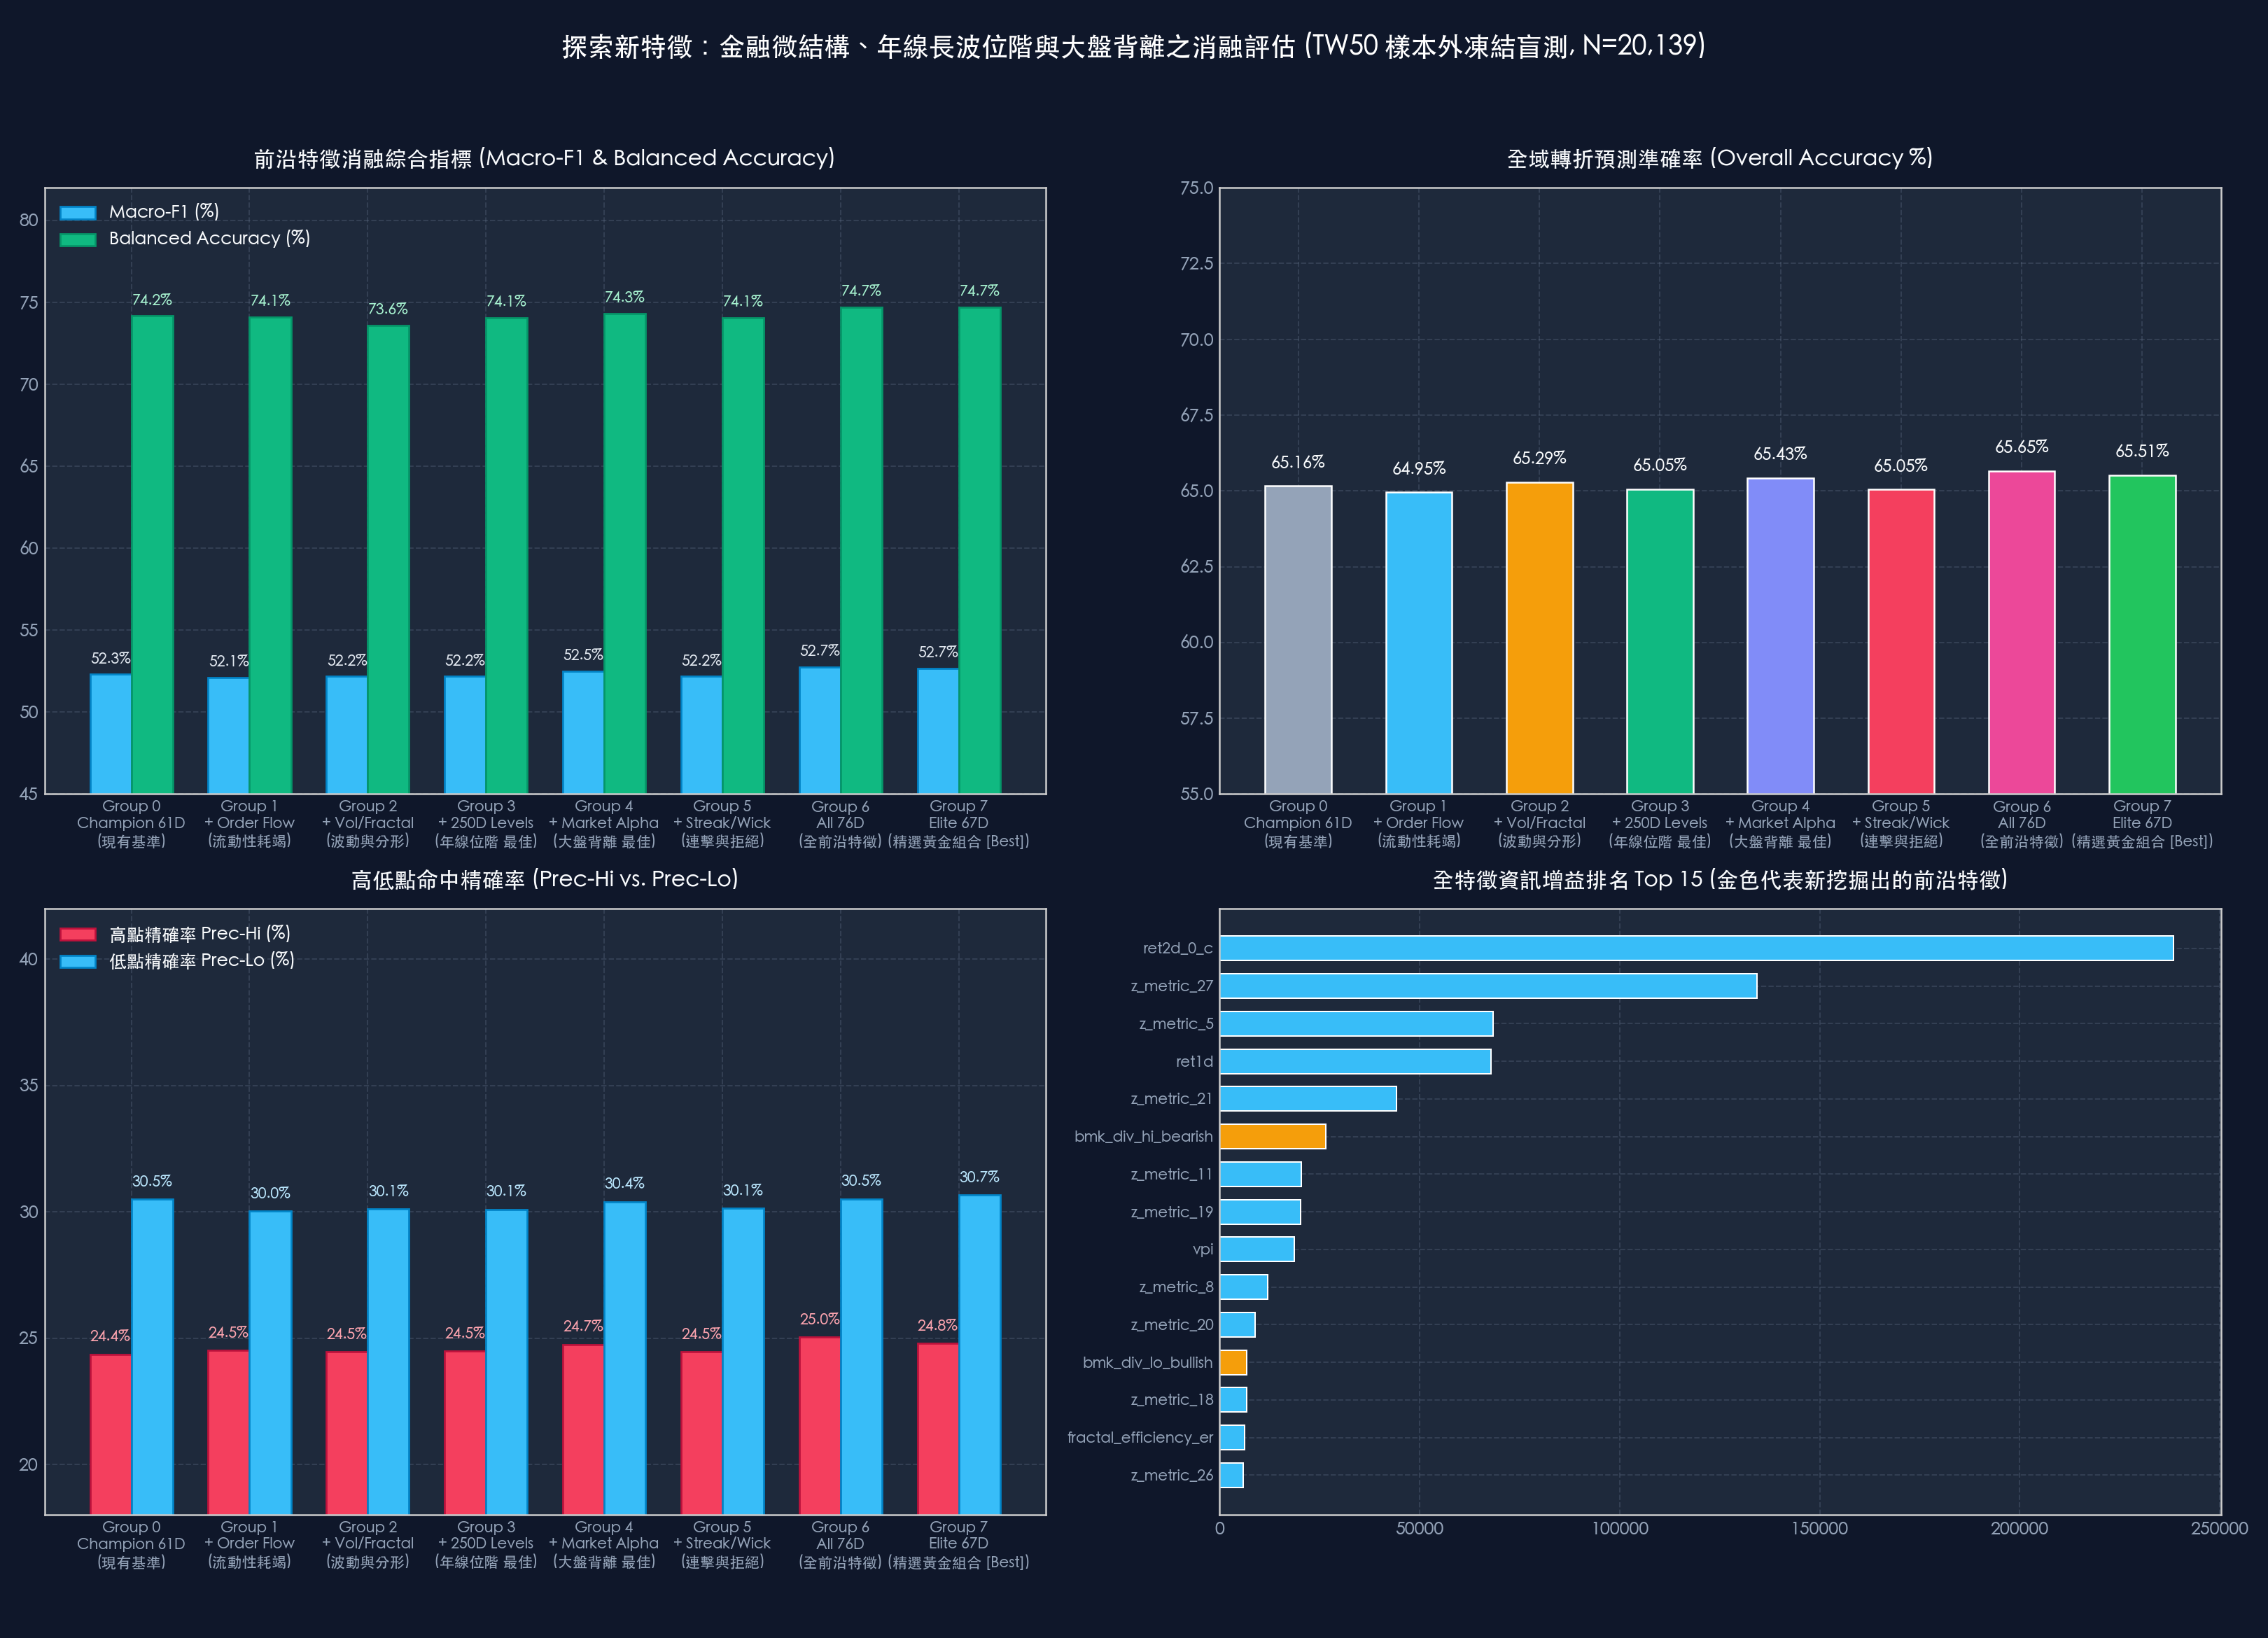 探索新特徵：金融微結構、年線長波位階與大盤背離之消融評估 (TW50 樣本外凍結盲測, N=20,139)
前沿特徵消融綜合指標 (Macro-F1 & Balanced Accuracy)
Macro-F1 (%)
Balanced Accuracy (%)
80
75
70
65
60
55
50
45
52.3%
74.2%
52.1%
74.1%
52.2%
73.6%
52.2%
74.1%
52.5%
74.3%
52.2%
74.1%
52.7%
74.7%
52.7%
74.7%
Group 0
Champion 61D
(現有基準)
Group 1
+ Order Flow
(流動性耗竭)
Group 2
+ Vol/Fractal
(波動與分形)
Group 3
+ 250D Levels
(年線位階 最佳)
Group 4
+ Market Alpha
(大盤背離 最佳)
Group 5
+ Streak/Wick
(連擊與拒絕)
Group 6
All 76D
(全前沿特徵)
Group 7
Elite 67D
(精選黃金組合 [Best])
全域轉折預測準確率 (Overall Accuracy %)
75.0
72.5
70.0
67.5
65.0
62.5
60.0
57.5
55.0
65.16%
64.95%
65.29%
65.05%
65.43%
65.05%
65.65%
65.51%
Group 0
Champion 61D
(現有基準)
Group 1
+ Order Flow
(流動性耗竭)
Group 2
+ Vol/Fractal
(波動與分形)
Group 3
+ 250D Levels
(年線位階 最佳)
Group 4
+ Market Alpha
(大盤背離 最佳)
Group 5
+ Streak/Wick
(連擊與拒絕)
Group 6
All 76D
(全前沿特徵)
Group 7
Elite 67D
(精選黃金組合 [Best])
高低點命中精確率 (Prec-Hi vs. Prec-Lo)
高點精確率 Prec-Hi (%)
低點精確率 Prec-Lo (%)
40
35
30
25
20
24.4%
30.5%
24.5%
30.0%
24.5%
30.1%
24.5%
30.1%
24.7%
30.4%
24.5%
30.1%
25.0%
30.5%
24.8%
30.7%
Group 0
Champion 61D
(現有基準)
Group 1
+ Order Flow
(流動性耗竭)
Group 2
+ Vol/Fractal
(波動與分形)
Group 3
+ 250D Levels
(年線位階 最佳)
Group 4
+ Market Alpha
(大盤背離 最佳)
Group 5
+ Streak/Wick
(連擊與拒絕)
Group 6
All 76D
(全前沿特徵)
Group 7
Elite 67D
(精選黃金組合 [Best])
全特徵資訊增益排名 Top 15 (金色代表新挖掘出的前沿特徵)
ret2d_0_c
z_metric_27
z_metric_5
ret1d
z_metric_21
bmk_div_hi_bearish
z_metric_11
z_metric_19
vpi
z_metric_8
z_metric_20
bmk_div_lo_bullish
z_metric_18
fractal_efficiency_er
z_metric_26
0
50000
100000
150000
200000
250000